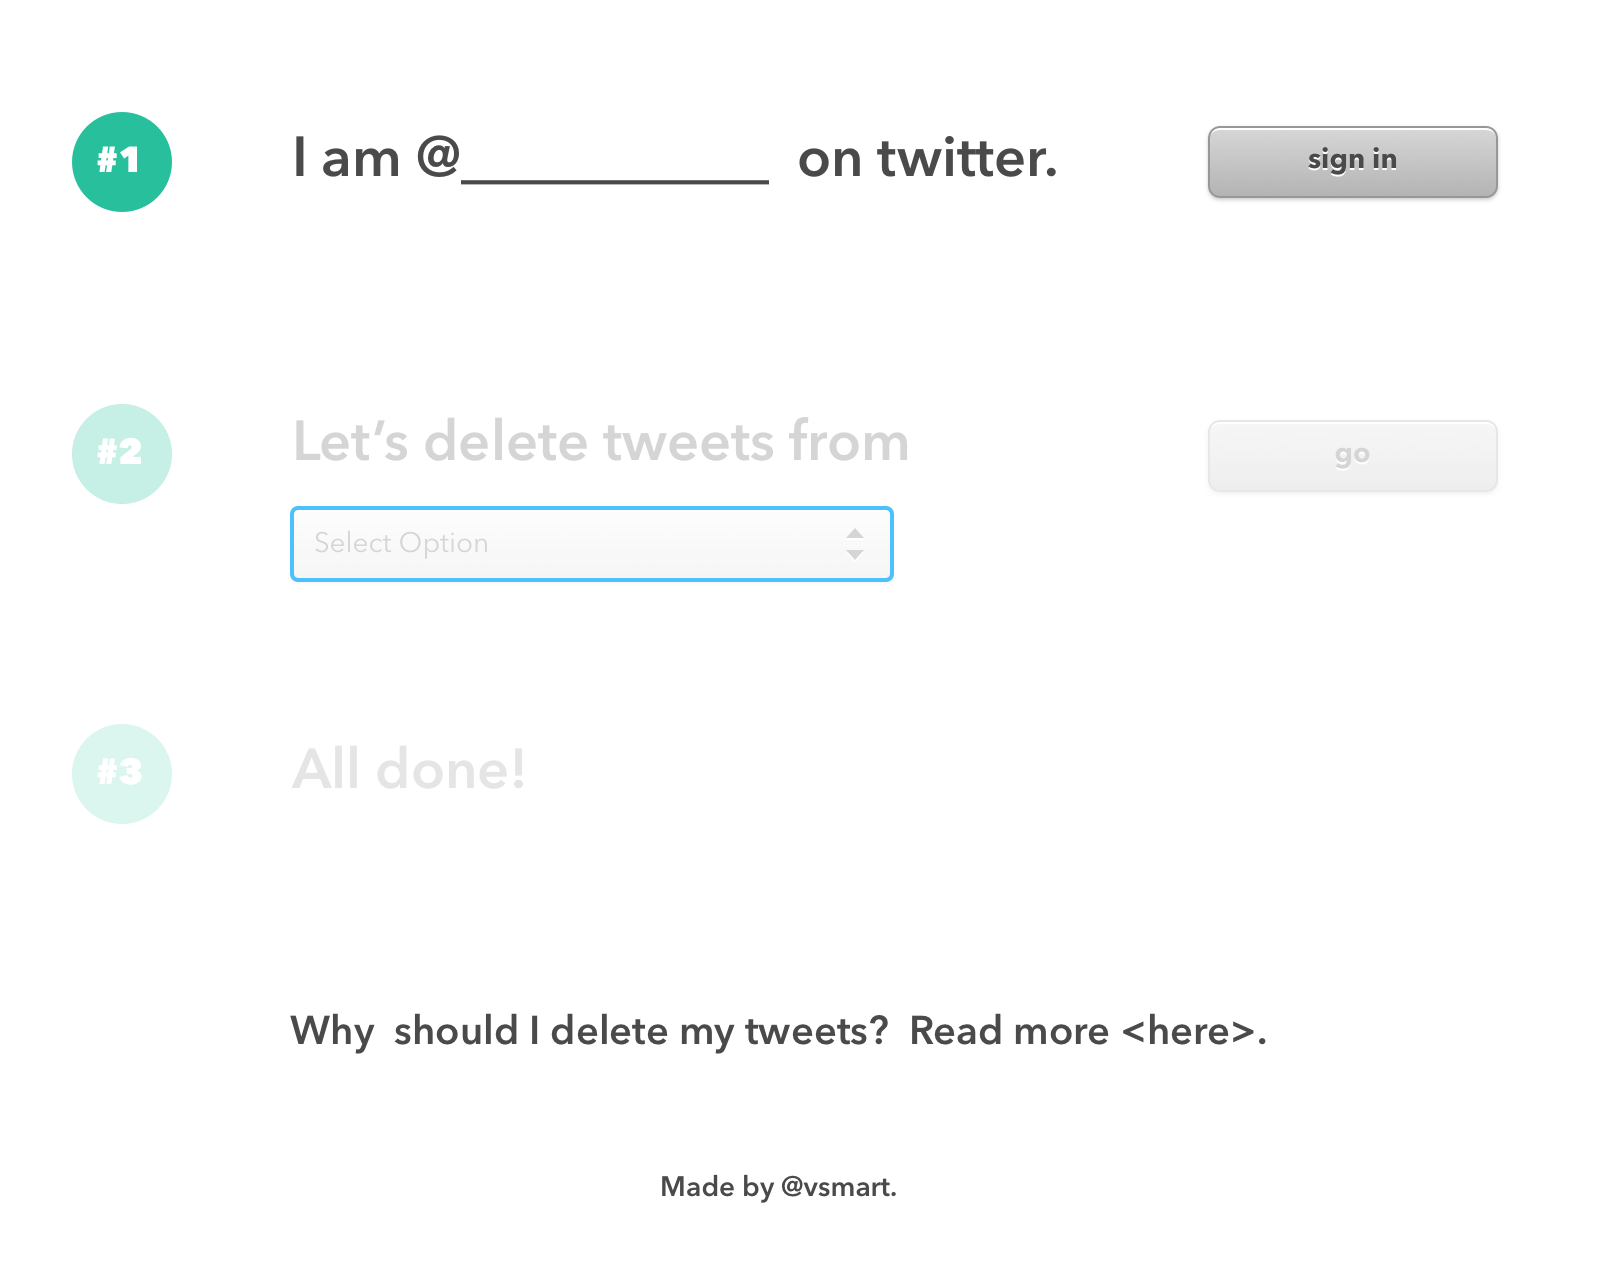 #1
I am @____________ on twitter.
sign in
#2
Let’s delete tweets from
go
Select Option
#3
All done!
Why  should I delete my tweets?  Read more <here>.
Made by @vsmart.